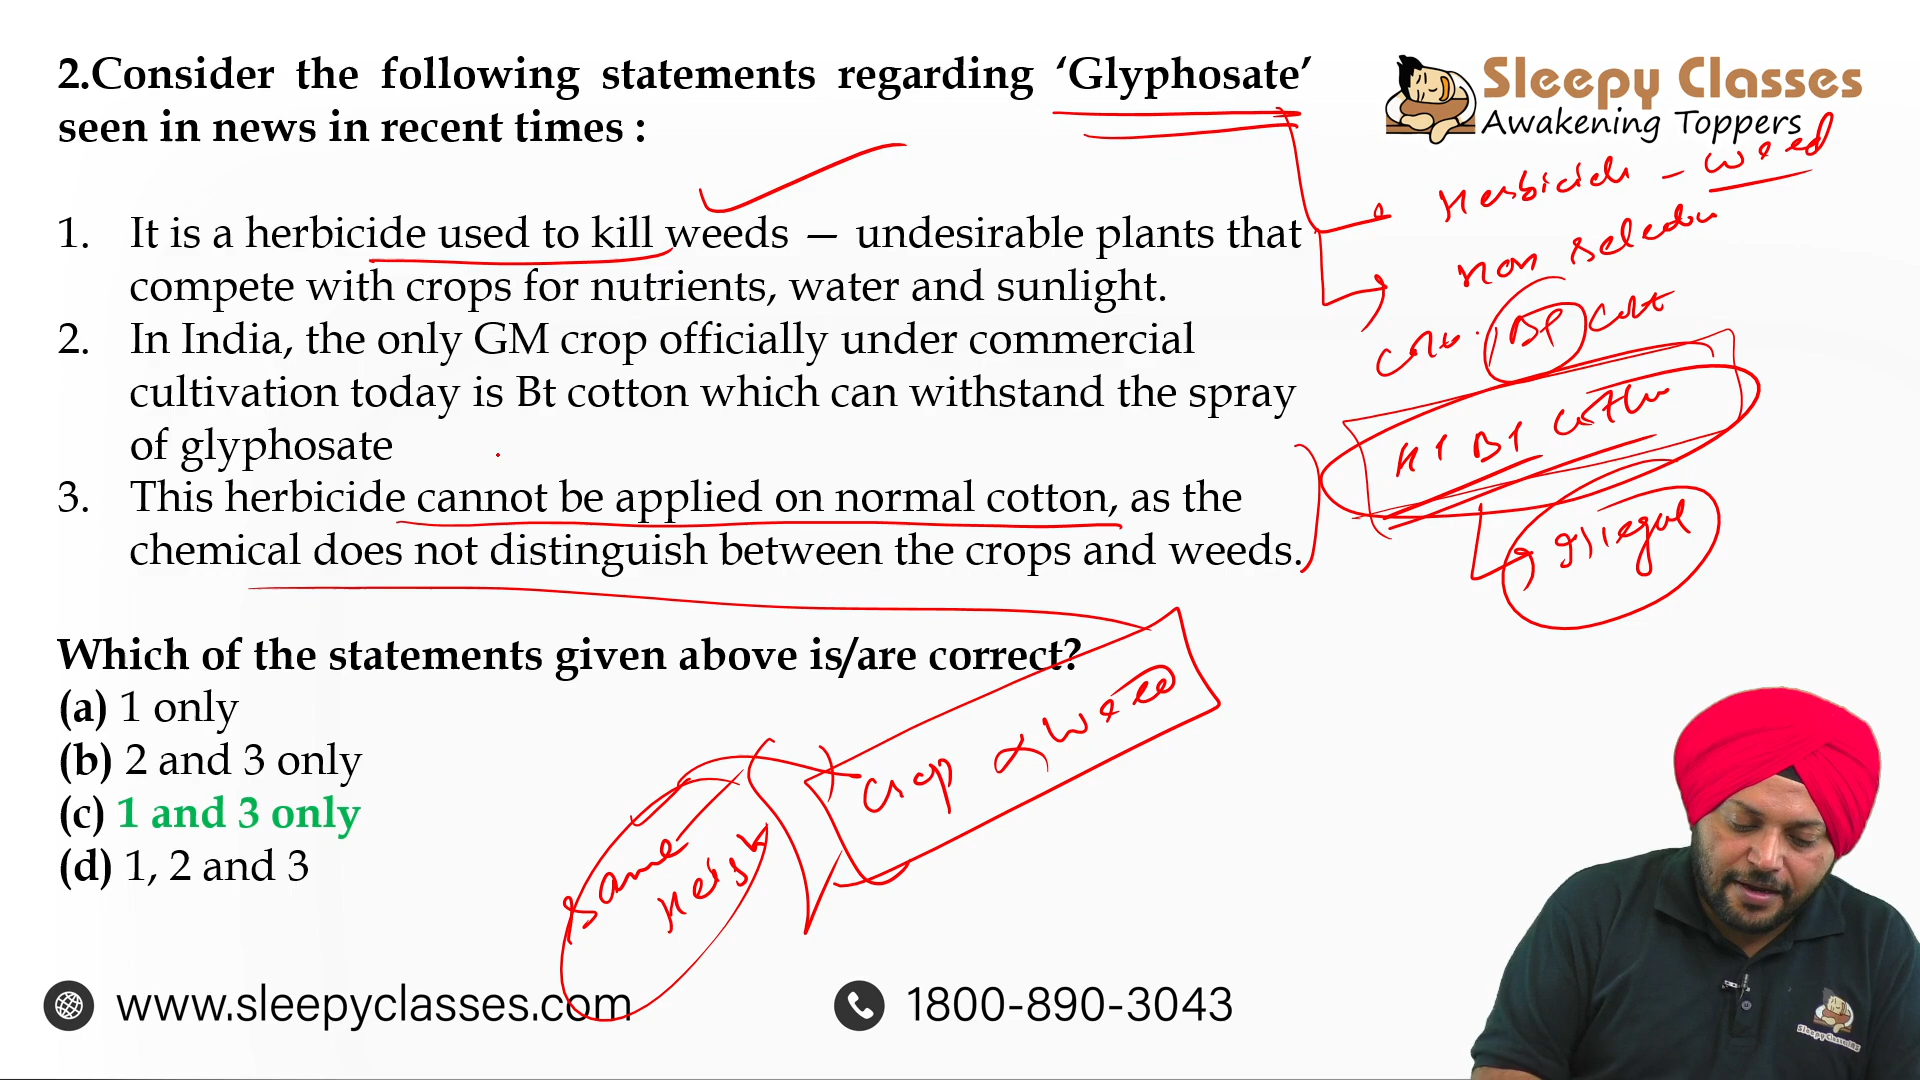 2.Consider the following statements regarding ‘Glyphosate’
seen in news in recent times :
Sleepy Classes
Awakening Toppers
Herbicide - weed
non
Bt
1. It is a herbicide used to kill weeds — undesirable plants that
compete with crops for nutrients, water and sunlight.
2. In India, the only GM crop officially under commercial
cultivation today is Bt cotton which can withstand the spray
of glyphosate
HT Bt cotton
3. This herbicide cannot be applied on normal cotton, as the
chemical does not distinguish between the crops and weeds.
illegal
Which of the statements given above is/are correct?
(a) 1 only
(b) 2 and 3 only
(c) 1 and 3 only
(d) 1, 2 and 3
crop
same
www.sleepyclasses.com
1800-890-3043